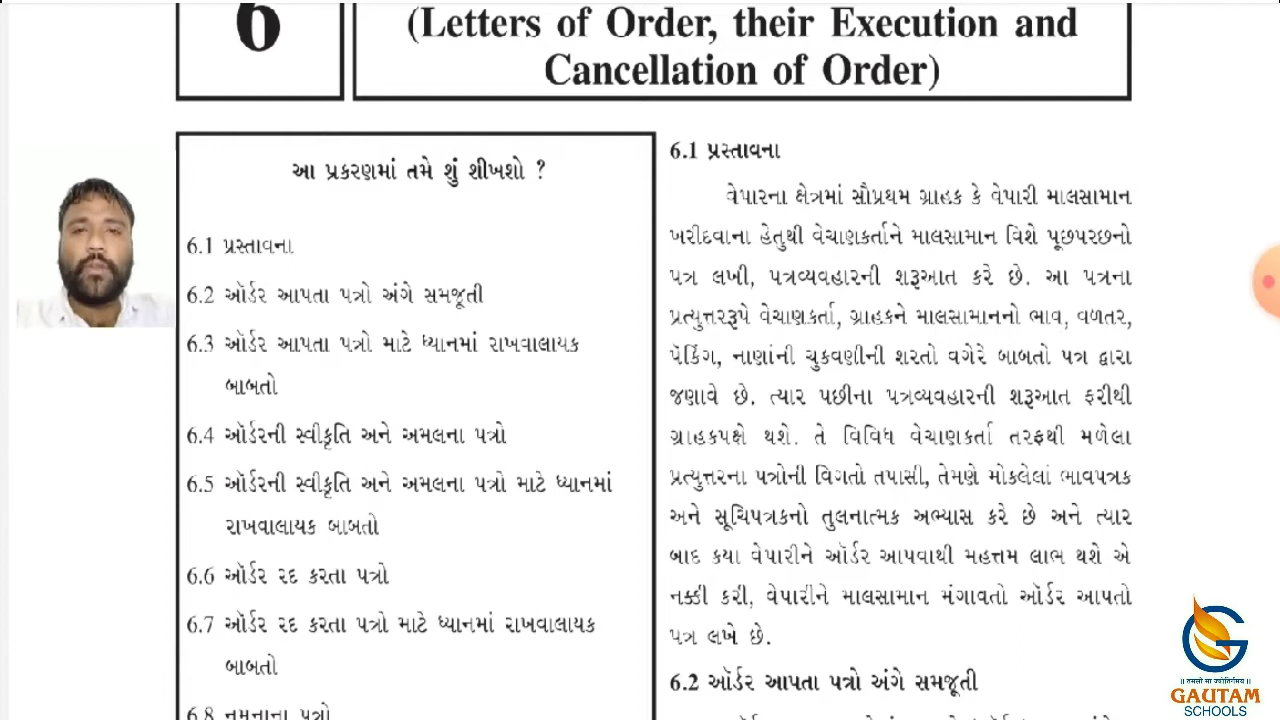 6
(Letters of Order, their Execution and
Cancellation of Order)
આ પ્રકરણમાં તમે શું શીખશો ?
6.1 પ્રસ્તાવના
6.2 ઑર્ડર આપતા પત્રો અંગે સમજૂતી
6.3 ઑર્ડર આપતા પત્રો માટે ધ્યાનમાં રાખવાલાયક
બાબતો
6.4 ઑર્ડરની સ્વીકૃતિ અને અમલના પત્રો
6.5 ઑર્ડરની સ્વીકૃતિ અને અમલના પત્રો માટે ધ્યાનમાં
રાખવાલાયક બાબતો
6.6 ઑર્ડર રદ કરતા પત્રો
6.7 ઑર્ડર રદ કરતા પત્રો માટે ધ્યાનમાં રાખવાલાયક
બાબતો
6.8 નમૂનાના પત્રો
6.1 પ્રસ્તાવના
વેપારના ક્ષેત્રમાં સૌપ્રથમ ગ્રાહક કે વેપારી માલસામાન
ખરીદવાના હેતુથી વેચાણકર્તાને માલસામાન વિશે પૂછપરછનો
પત્ર લખી, પત્રવ્યવહારની શરૂઆત કરે છે. આ પત્રના
પ્રત્યુત્તરરૂપે વેચાણકર્તા, ગ્રાહકને માલસામાનનો ભાવ, વળતર,
પૅકિંગ, નાણાંની ચુકવણીની શરતો વગેરે બાબતો પત્ર દ્વારા
જણાવે છે. ત્યાર પછીના પત્રવ્યવહારની શરૂઆત ફરીથી
ગ્રાહકપક્ષે થશે. તે વિવિધ વેચાણકર્તા તરફથી મળેલા
પ્રત્યુત્તરના પત્રોની વિગતો તપાસી, તેમણે મોકલેલાં ભાવપત્રક
અને સૂચિપત્રકનો તુલનાત્મક અભ્યાસ કરે છે અને ત્યાર
બાદ કયા વેપારીને ઑર્ડર આપવાથી મહત્તમ લાભ થશે એ
નક્કી કરી, વેપારીને માલસામાન મંગાવતો ઑર્ડર આપતો
પત્ર લખે છે.
6.2 ઑર્ડર આપતા પત્રો અંગે સમજૂતી
॥ તમસો મા જ્યોતિર્ગમય ॥
GAUTAM
SCHOOLS